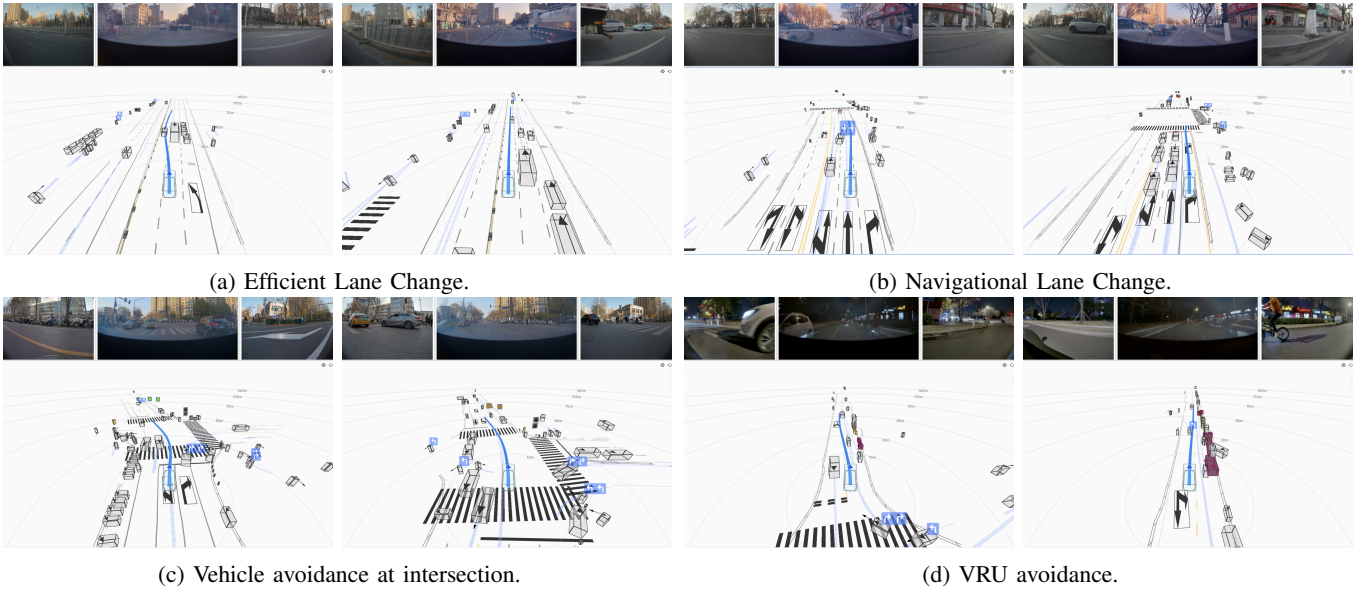 (a) Efficient Lane Change.
(b) Navigational Lane Change.
(c) Vehicle avoidance at intersection.
(d) VRU avoidance.